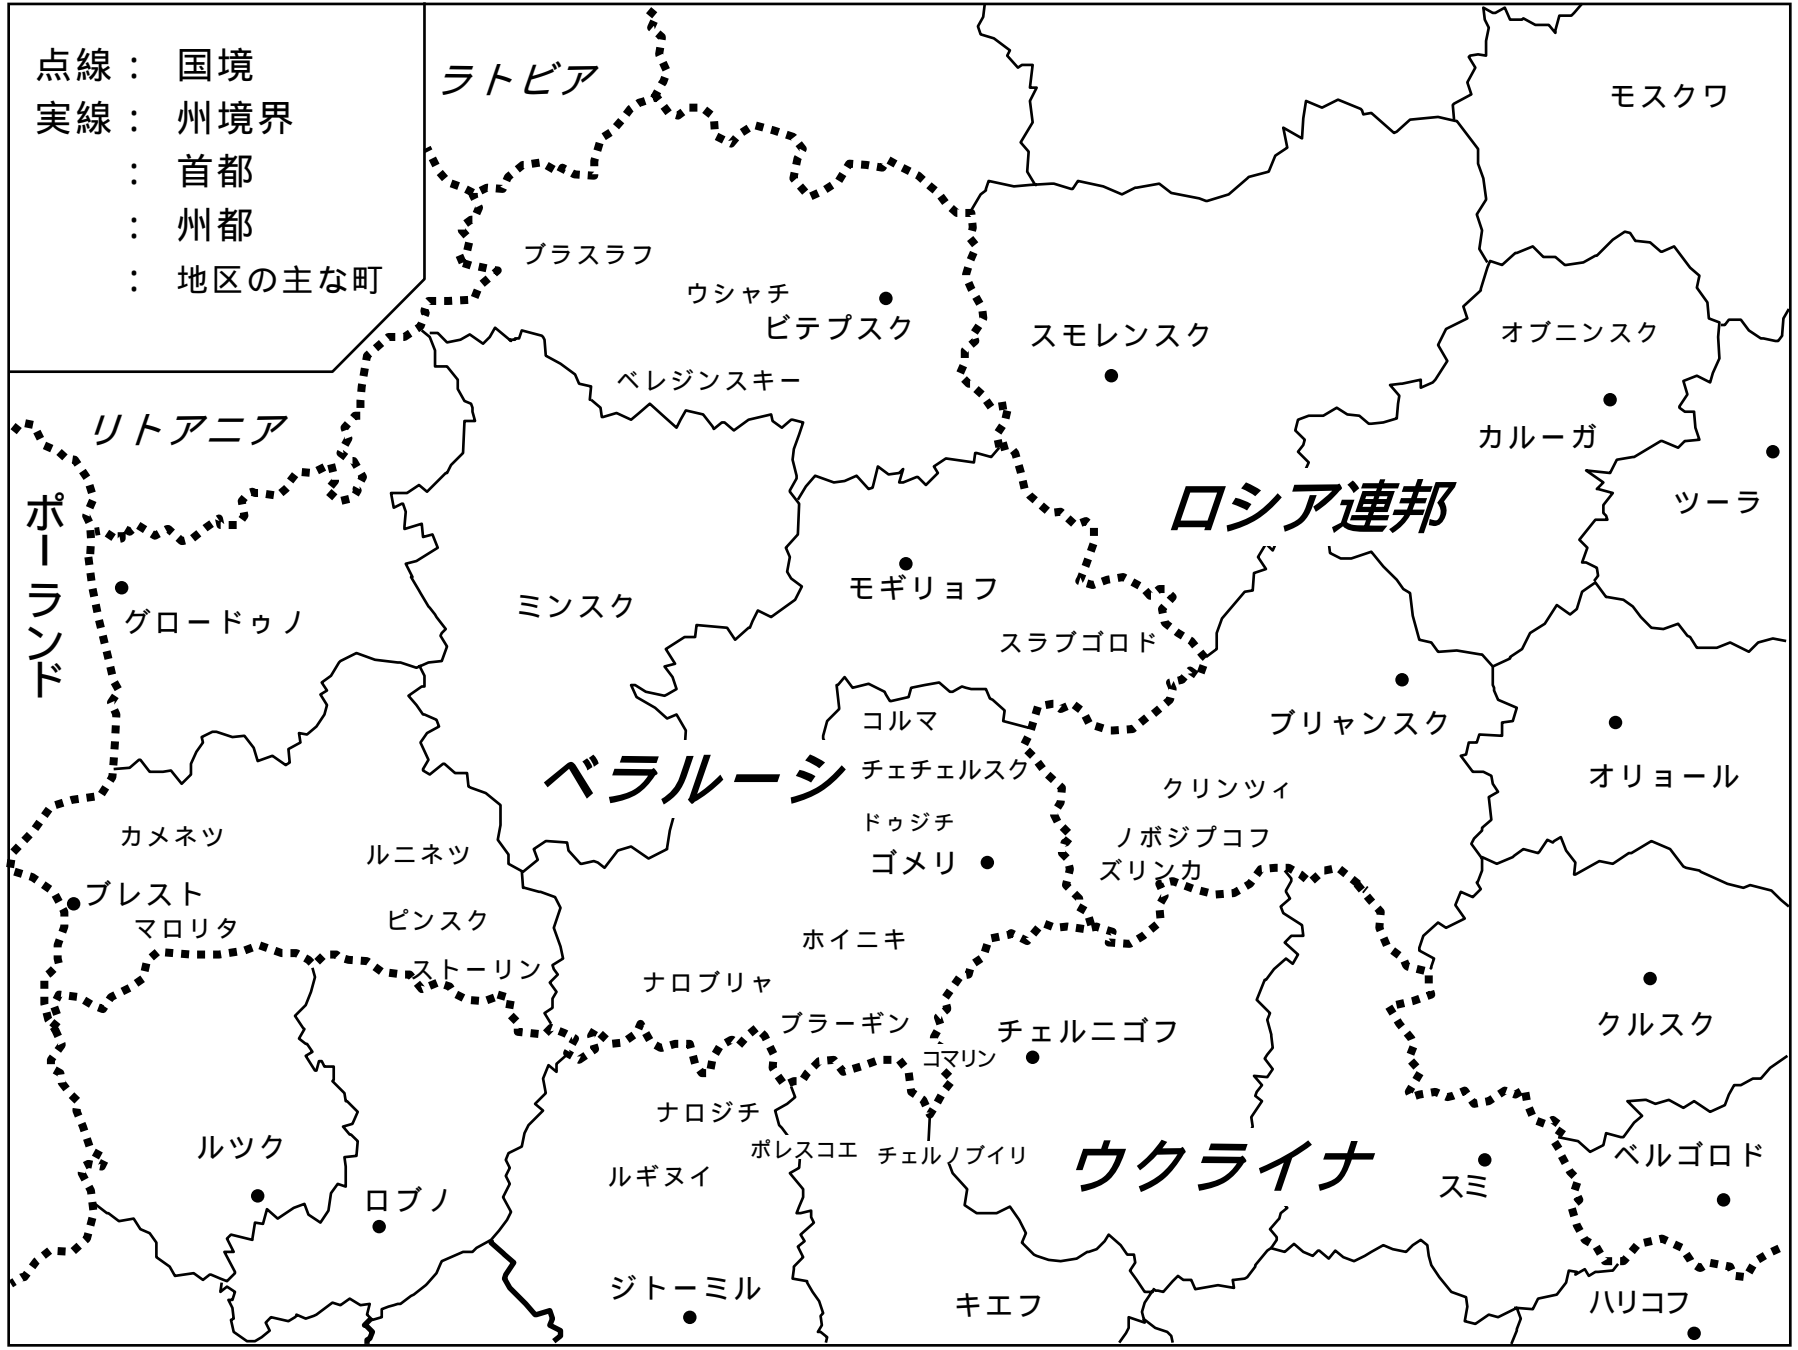 点線： 国境
実線： 州境界
： 首都
： 州都
： 地区の主な町
ラトビア
モスクワ
ブラスラフ
ウシャチ
ビテプスク
スモレンスク
オブニンスク
ベレジンスキー
リトアニア
カルーガ
ツーラ
ロシア連邦
ポーランド
グロードゥノ
ミンスク
モギリョフ
スラブゴロド
コルマ
ブリャンスク
ベラルーシ
チェチェルスク
クリンツィ
オリョール
カメネツ
ルニネツ
ドゥジチ
ノボジプコフ
ゴメリ
ズリンカ
ブレスト
マロリタ
ピンスク
ホイニキ
ストーリン
ナロブリャ
ブラーギン
チェルニゴフ
クルスク
コマリン
ナロジチ
ルツク
ポレスコエ
チェルノブイリ
ウクライナ
ベルゴロド
ルギヌイ
スミ
ロブノ
ジトーミル
キエフ
ハリコフ